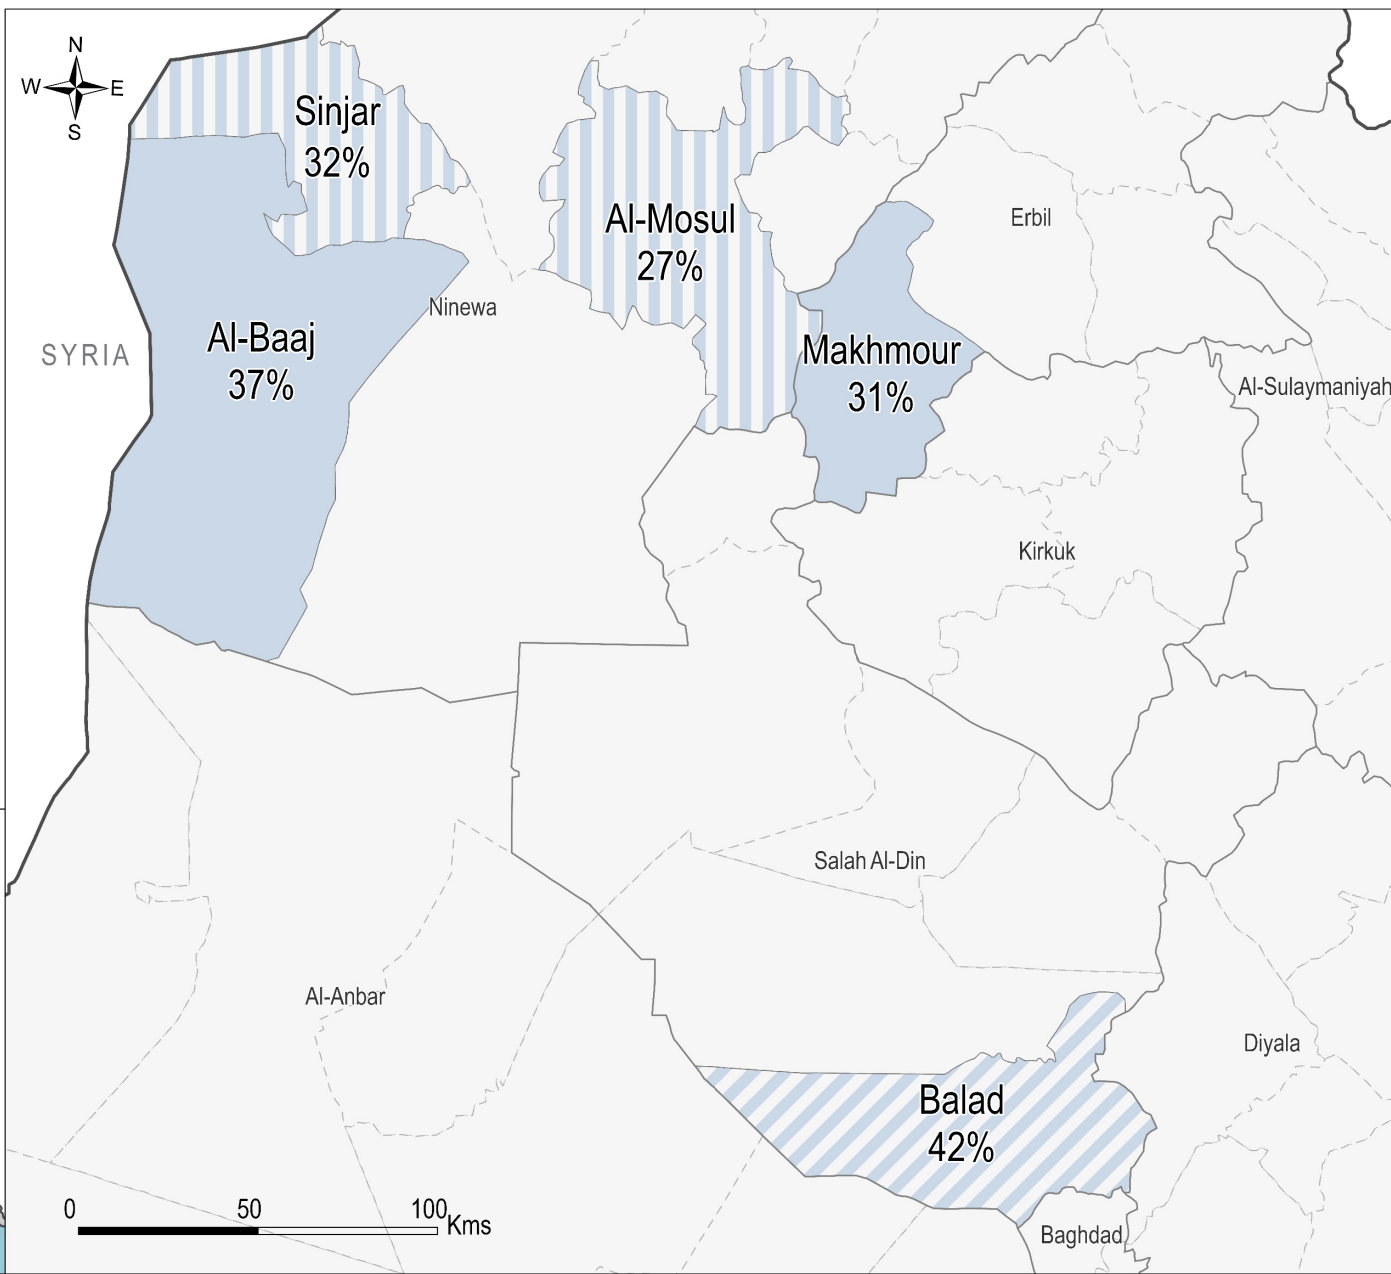 N
W E
S
Sinjar
32%
Al-Mosul
27%
Erbil
Ninewa
Al-Baaj
37%
SYRIA
Makhmour
31%
Al-Sulaymaniyah
Kirkuk
Salah Al-Din
Al-Anbar
Diyala
Balad
42%
0 50 100 Kms
Baghdad